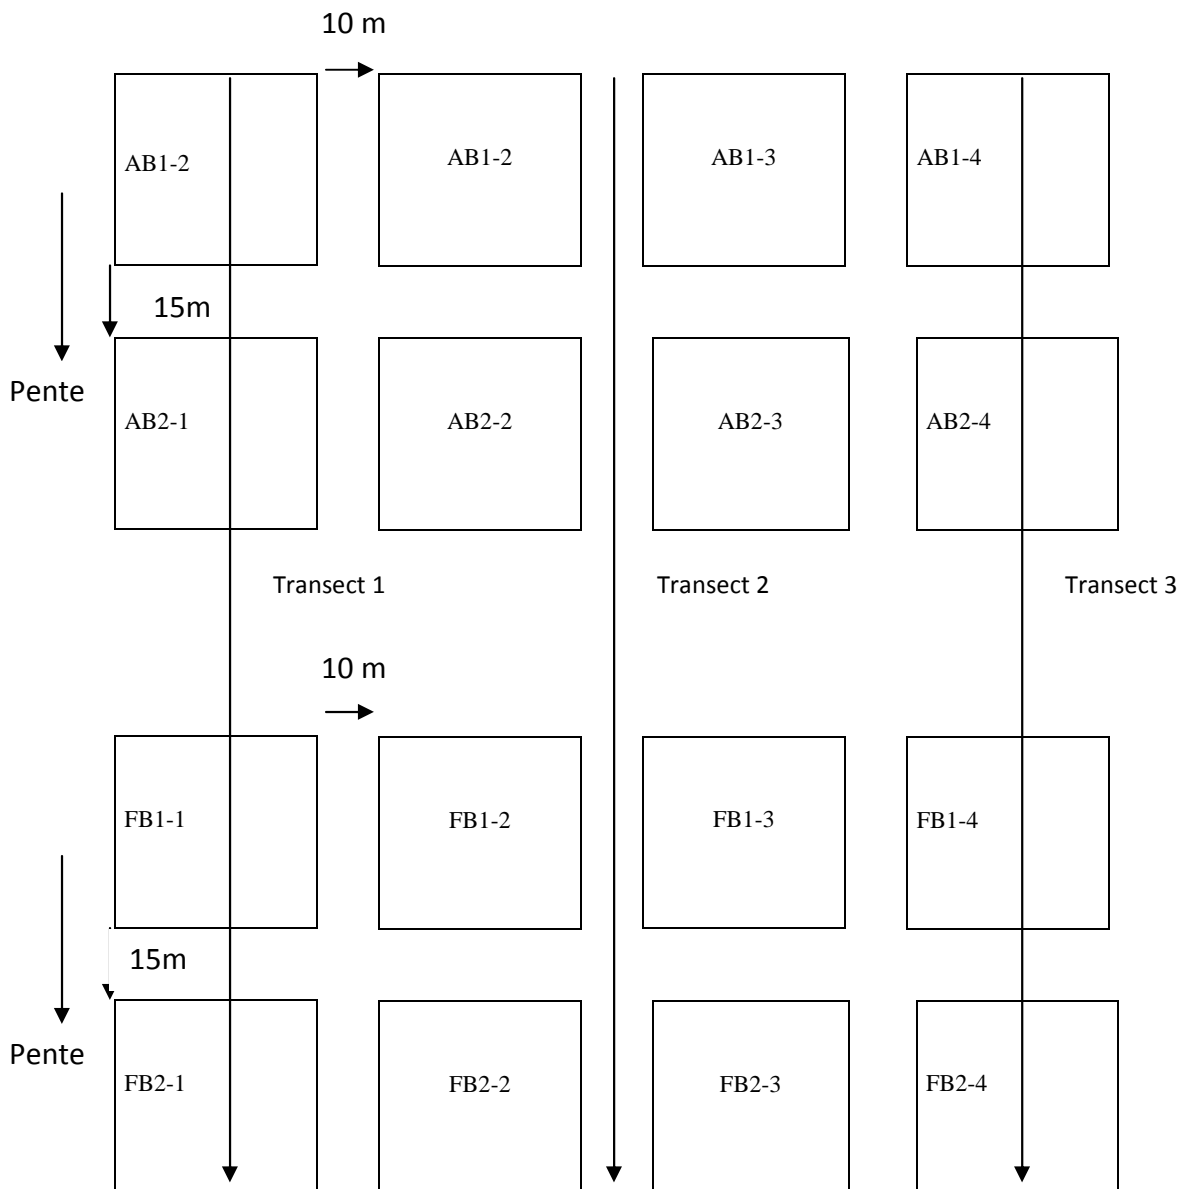 10 m
AB1-2
AB1-2
AB1-3
AB1-4
15m
Pente
AB2-1
AB2-2
AB2-3
AB2-4
Transect 1
Transect 2
Transect 3
10 m
FB1-1
FB1-2
FB1-3
FB1-4
15m
Pente
FB2-1
FB2-2
FB2-3
FB2-4